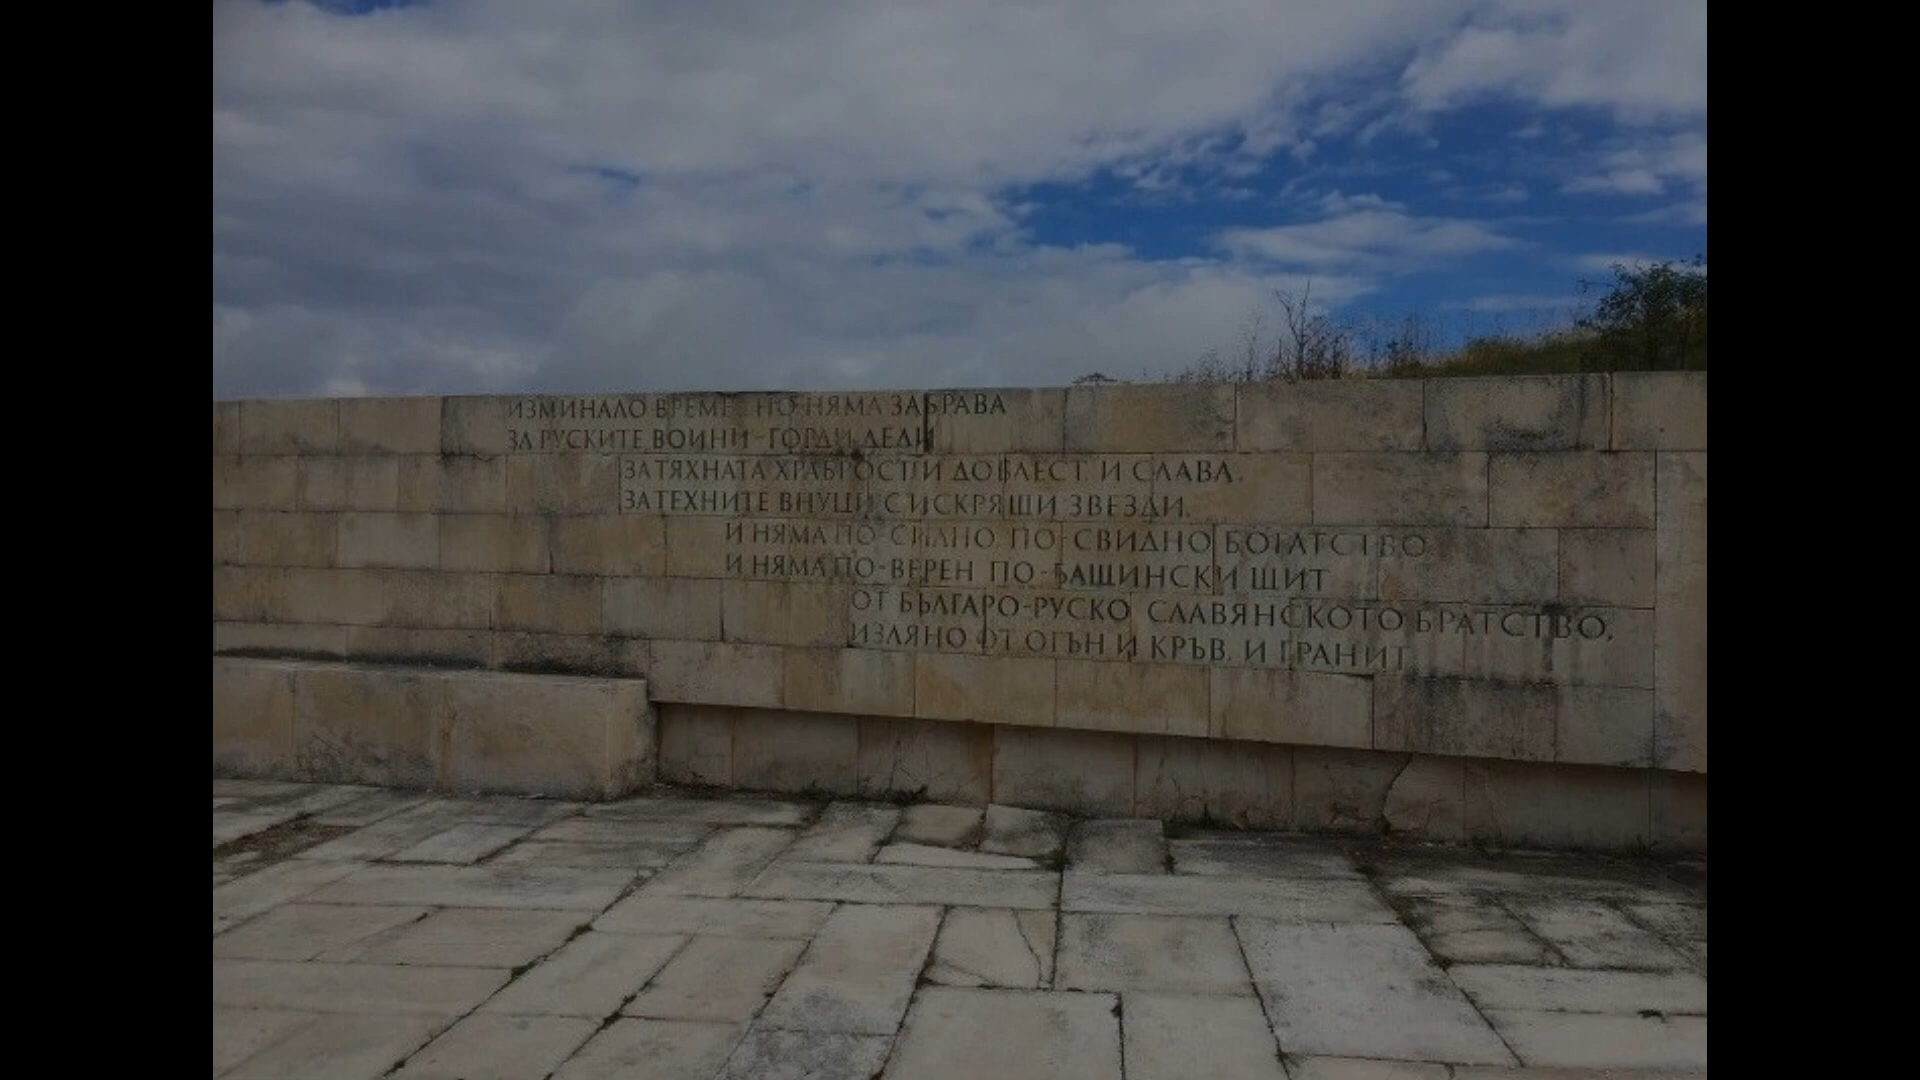 ИЗМИНАЛО ВРЕМЕ, НО НЯМА ЗАБРАВА
ЗА РУСКИТЕ ВОИНИ - ГОРДИ ДЕДИ
ЗА ТЯХНАТА ХРАБРОСТ И ДОБЛЕСТ И СЛАВА,
ЗА ТЕХНИТЕ ВНУЦИ С ИСКРЯЩИ ЗВЕЗДИ.
И НЯМА ПО-СИЛНО, ПО-СВИДНО БОГАТСТВО
И НЯМА ПО-ВЕРЕН ПО-БАЩИНСКИ ЩИТ
ОТ БЪЛГАРО-РУСКО СЛАВЯНСКОТО БРАТСТВО,
ИЗЛЯНО ОТ ОГЪН И КРЪВ, И ГРАНИТ